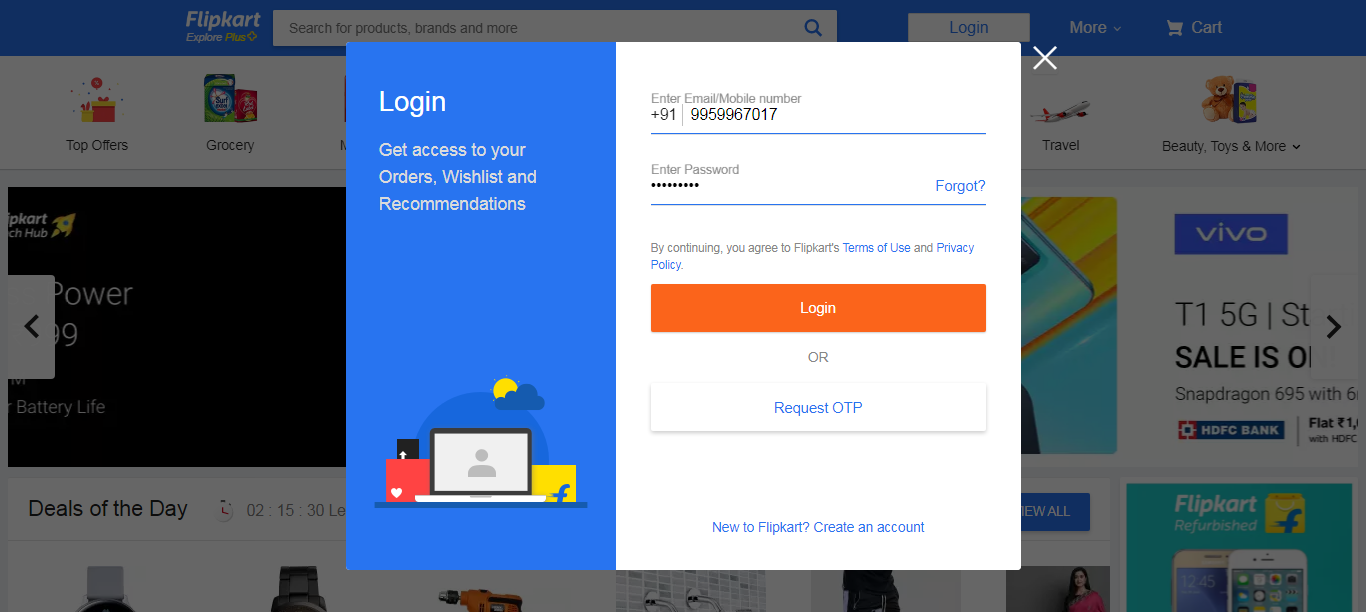 Flipkart
Explore Plus
Search for products, brands and more
Login
More
Cart
Top Offers
Grocery
M
Travel
Beauty, Toys & More
Login
Get access to your
Orders, Wishlist and
Recommendations
Enter Email/Mobile number
+91 9959967017
Enter Password
Forgot?
By continuing, you agree to Flipkart's Terms of Use and Privacy
Policy.
Login
OR
Request OTP
New to Flipkart? Create an account
ipkart
ch Hub
Power
99
Battery Life
vivo
T1 5G | St
SALE IS O
Snapdragon 695 with 6
HDFC BANK
Flat ₹1,
with HDFC
Deals of the Day
02 : 15 : 30 Le
IEW ALL
Flipkart
Refurbished
12:45